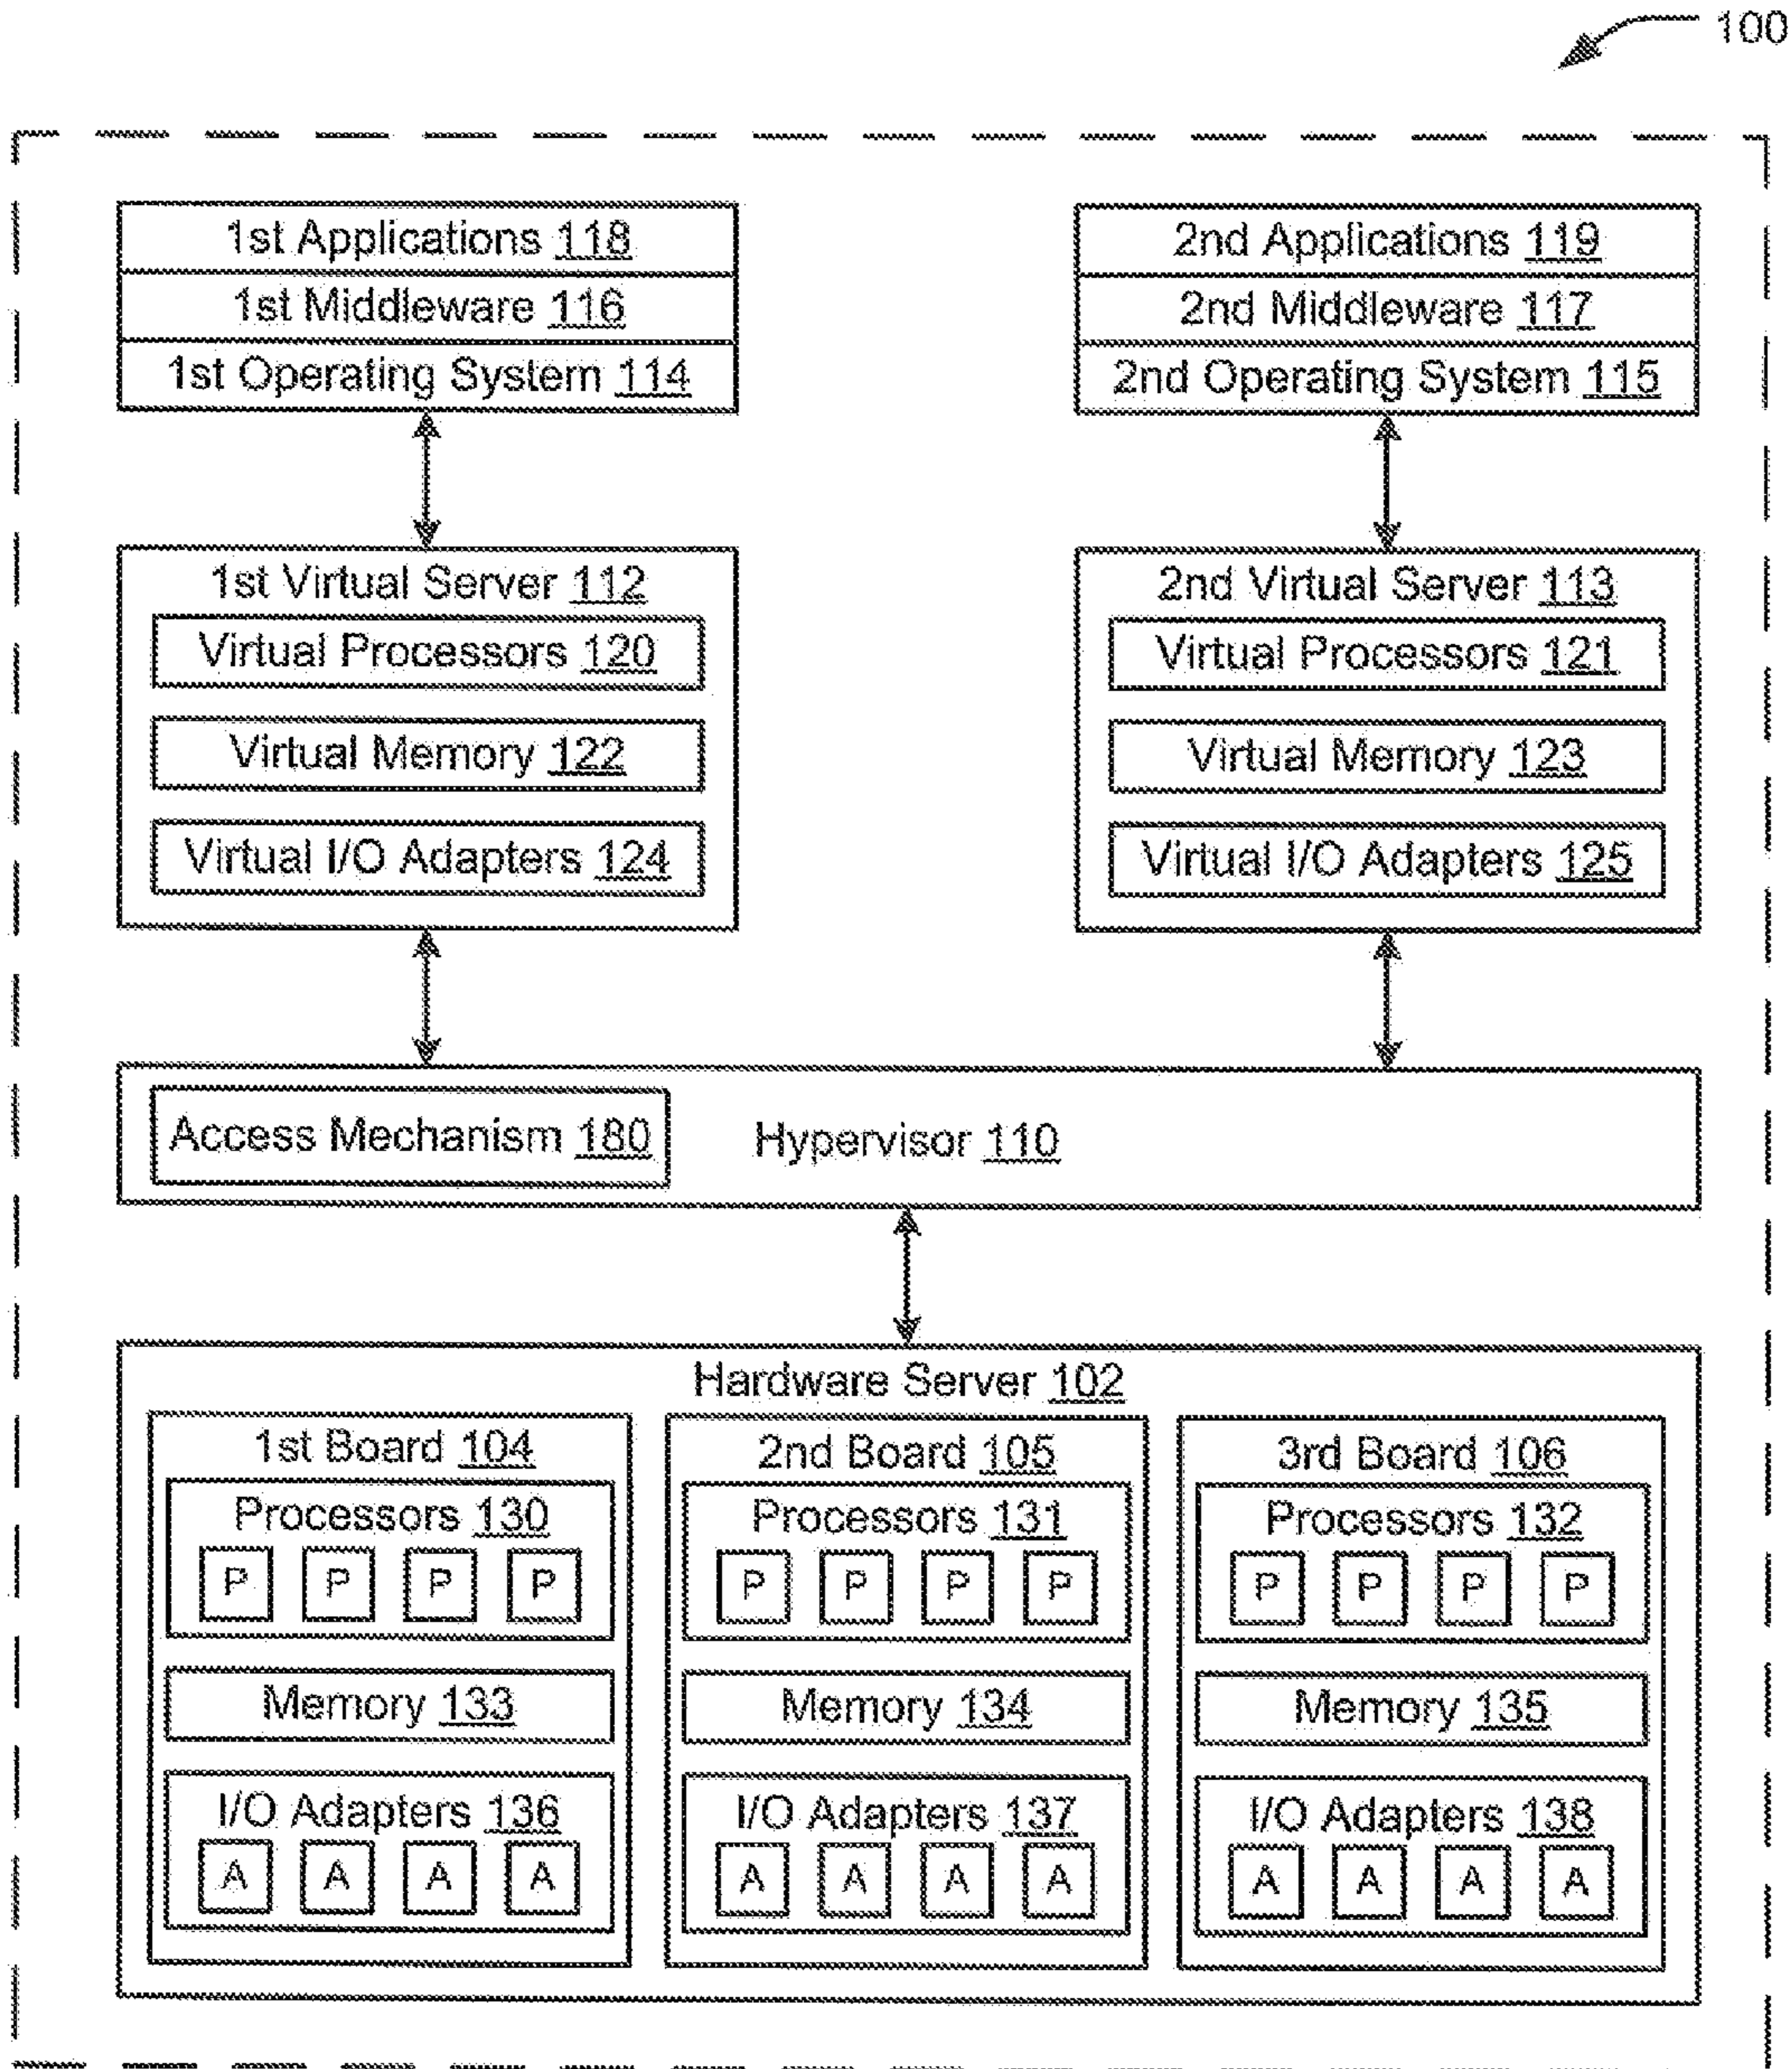 100
1st Applications 118
1st Middleware 116
1st Operating System 114
2nd Applications 119
2nd Middleware 117
2nd Operating System 115
1st Virtual Server 112
Virtual Processors 120
Virtual Memory 122
Virtual I/O Adapters 124
2nd Virtual Server 113
Virtual Processors 121
Virtual Memory 123
Virtual I/O Adapters 125
Access Mechanism 180
Hypervisor 110
Hardware Server 102
1st Board 104
Processors 130
P P P P
Memory 133
I/O Adapters 136
A A A A
2nd Board 105
Processors 131
P P P P
Memory 134
I/O Adapters 137
A A A A
3rd Board 106
Processors 132
P P P P
Memory 135
I/O Adapters 138
A A A A